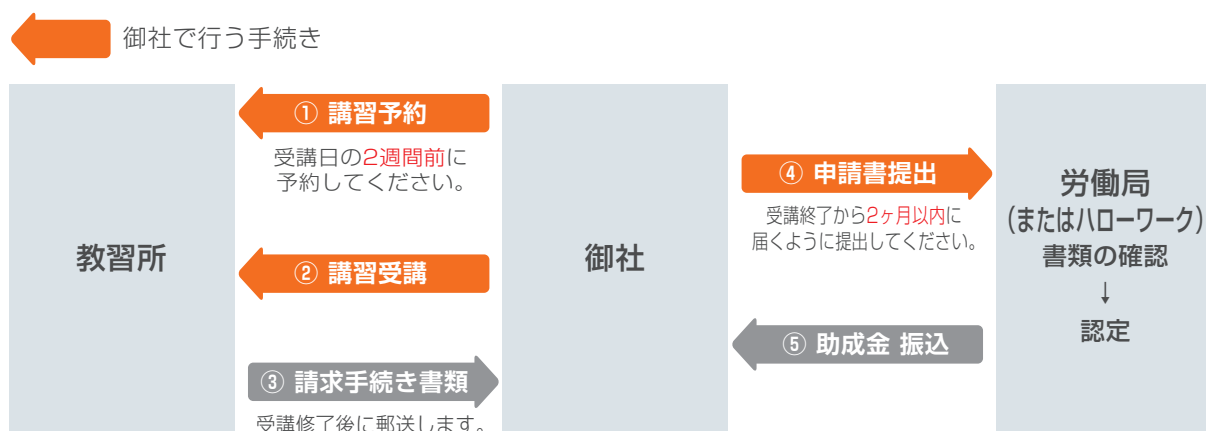 御社で行う手続き
教習所
① 講習予約
受講日の2週間前に
予約してください。
② 講習受講
③ 請求手続き書類
受講修了後に郵送します。
御社
④ 申請書提出
受講終了から2ヶ月以内に
届くように提出してください。
⑤ 助成金 振込
労働局
(またはハローワーク)
書類の確認
↓
認定